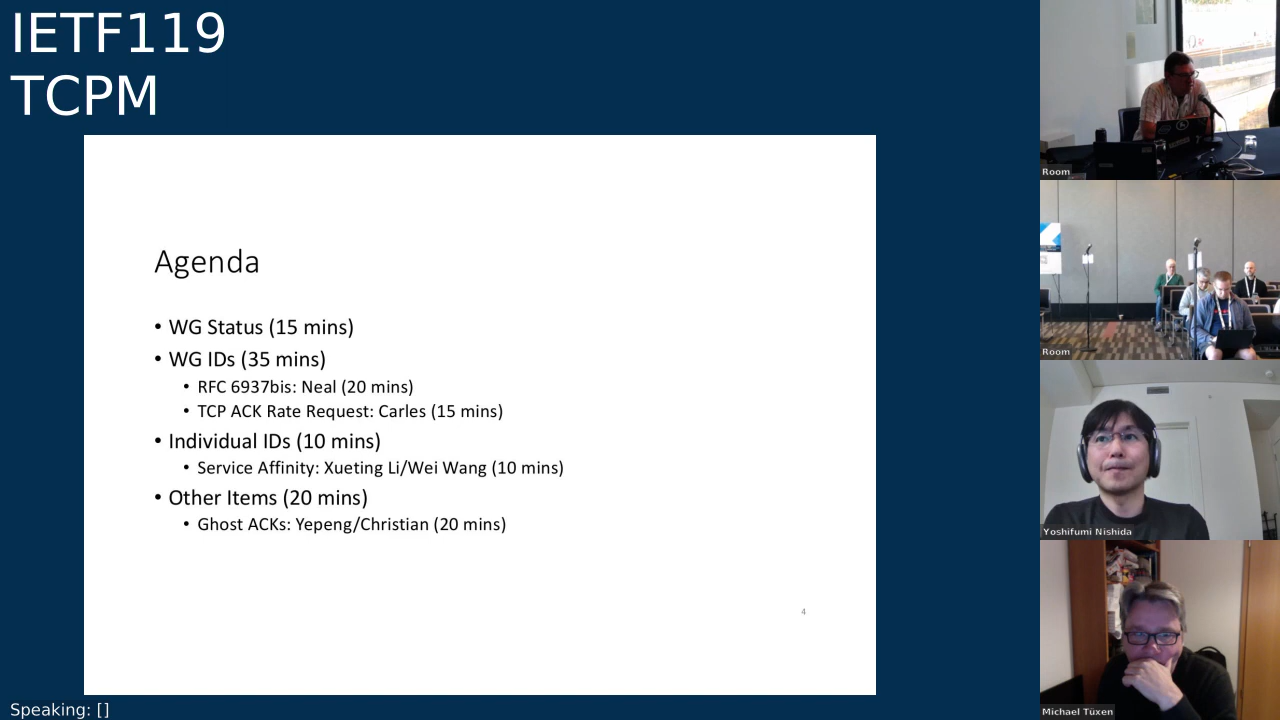 IETF119
TCPM
Agenda
• WG Status (15 mins)
• WG IDs (35 mins)
• RFC 6937bis: Neal (20 mins)
• TCP ACK Rate Request: Carles (15 mins)
• Individual IDs (10 mins)
• Service Affinity: Xueting Li/Wei Wang (10 mins)
• Other Items (20 mins)
• Ghost ACKs: Yepeng/Christian (20 mins)
4
Speaking: []
Room
Room
Yoshifumi Nishida
Michael Tüxen